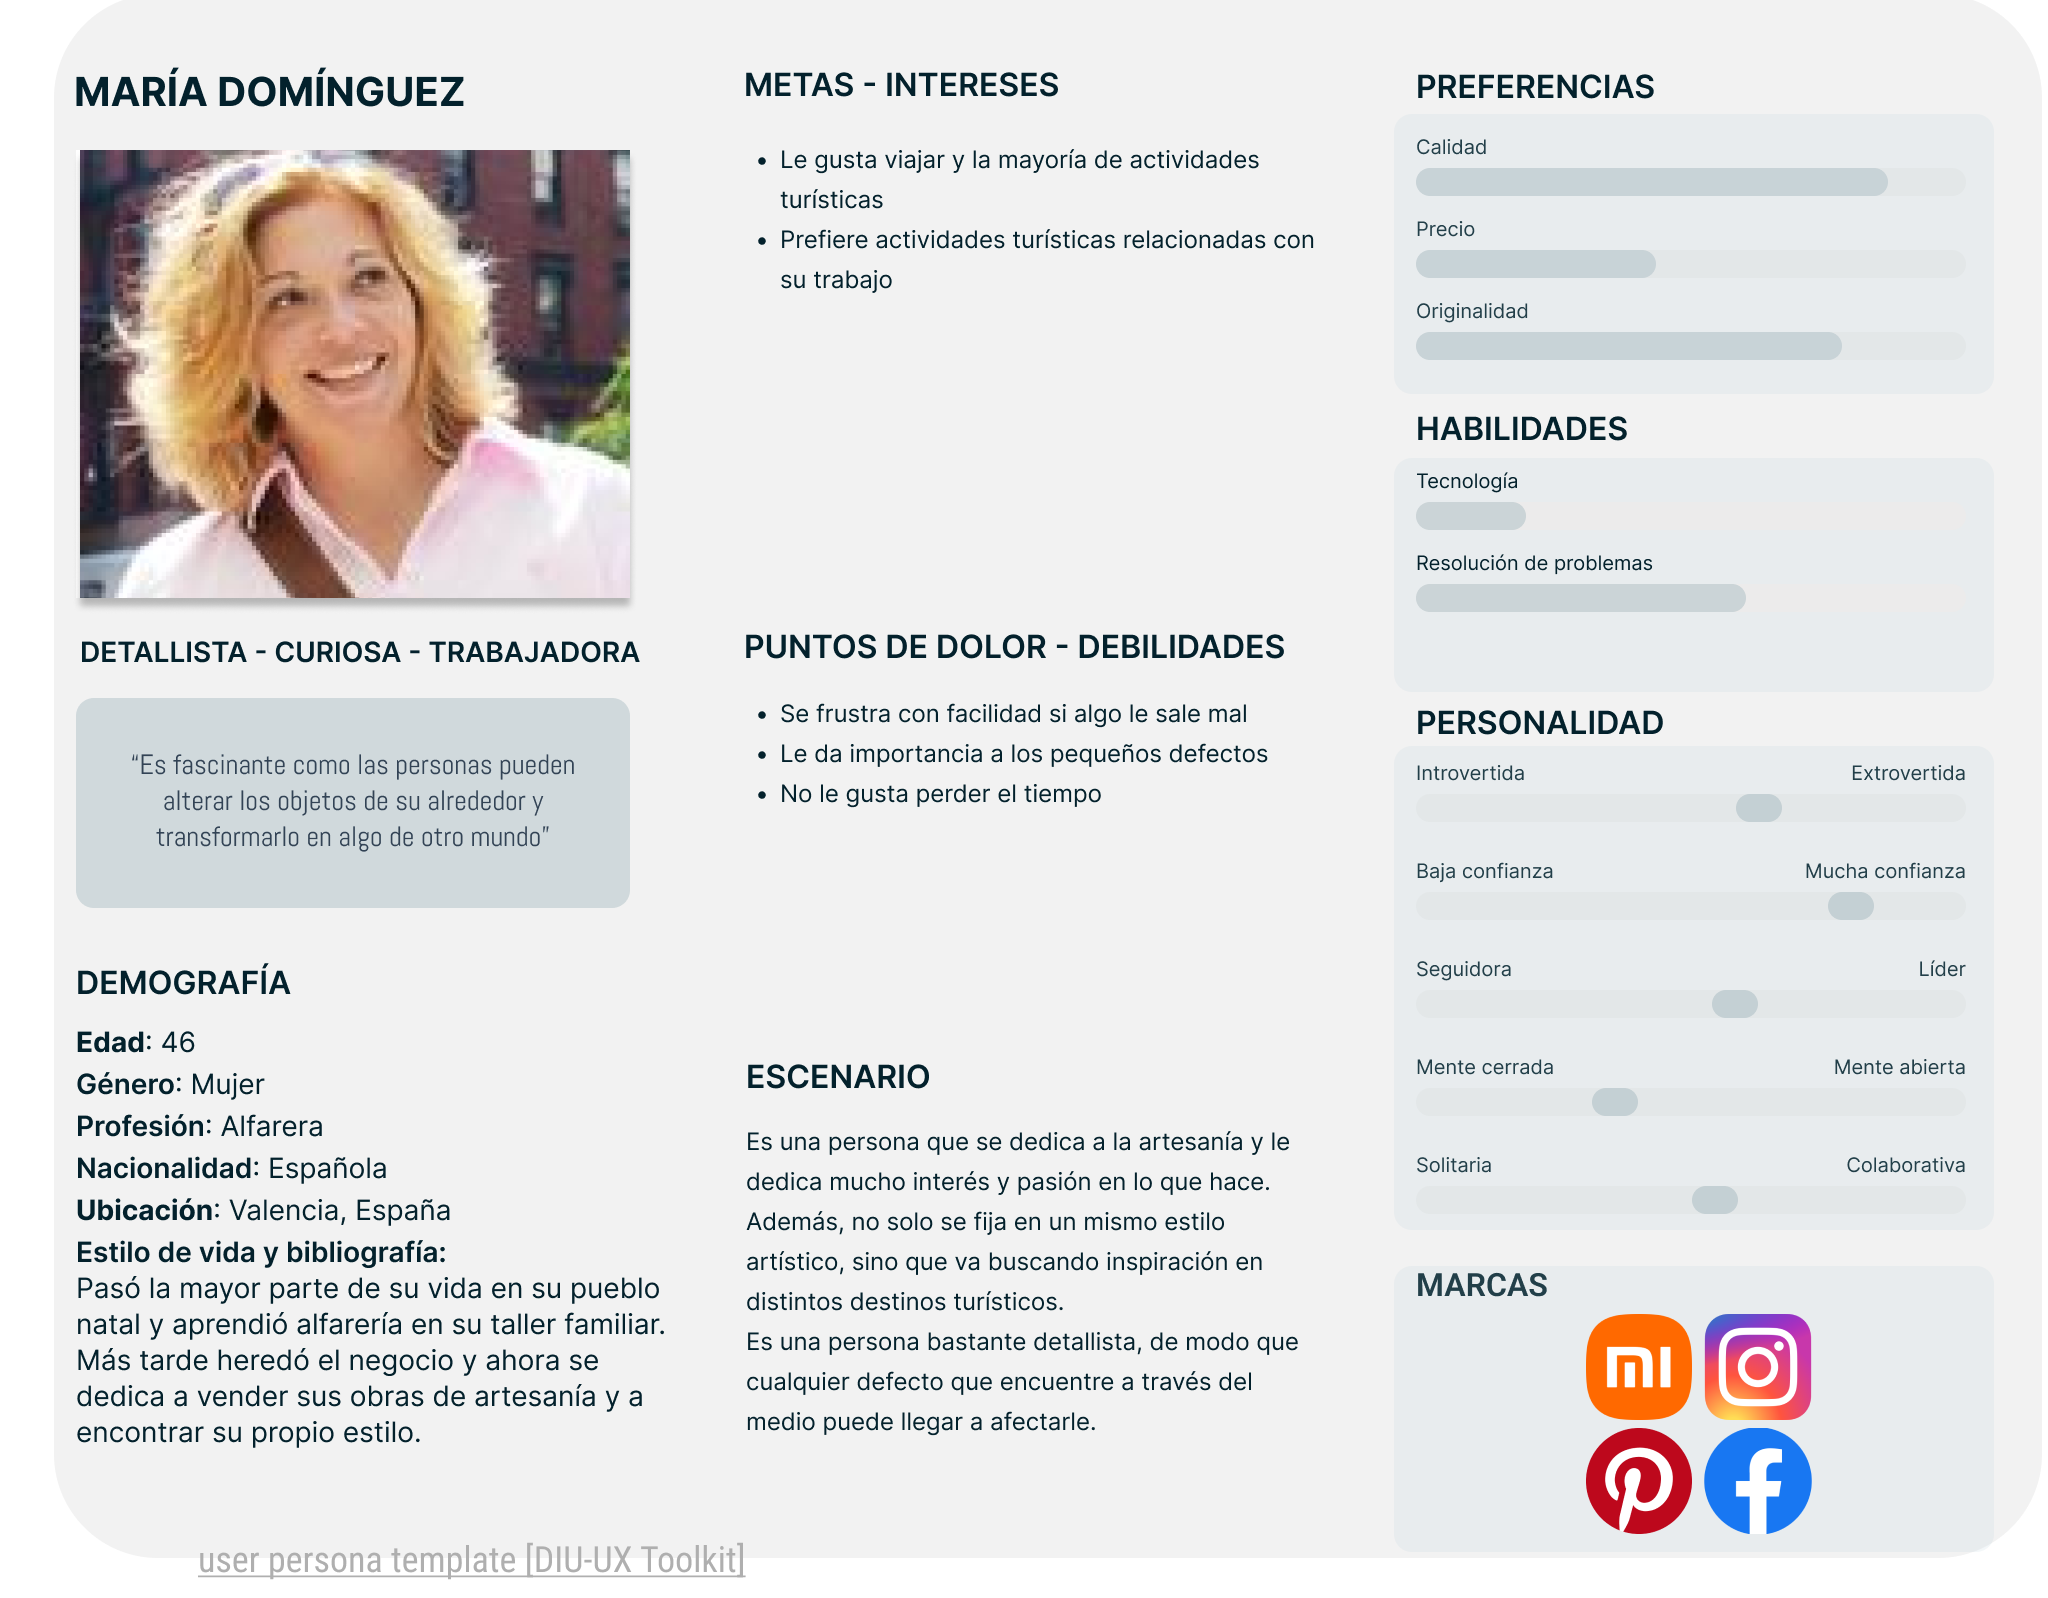 MARÍA DOMÍNGUEZ
DETALLISTA - CURIOSA - TRABAJADORA
“Es fascinante como las personas pueden
alterar los objetos de su alrededor y
transformarlo en algo de otro mundo”
DEMOGRAFÍA
Edad: 46
Género: Mujer
Profesión: Alfarera
Nacionalidad: Española
Ubicación: Valencia, España
Estilo de vida y bibliografía:
Pasó la mayor parte de su vida en su pueblo
natal y aprendió alfarería en su taller familiar.
Más tarde heredó el negocio y ahora se
dedica a vender sus obras de artesanía y a
encontrar su propio estilo.
METAS - INTERESES
• Le gusta viajar y la mayoría de actividades
turísticas
• Prefiere actividades turísticas relacionadas con
su trabajo
PUNTOS DE DOLOR - DEBILIDADES
• Se frustra con facilidad si algo le sale mal
• Le da importancia a los pequeños defectos
• No le gusta perder el tiempo
ESCENARIO
Es una persona que se dedica a la artesanía y le
dedica mucho interés y pasión en lo que hace.
Además, no solo se fija en un mismo estilo
artístico, sino que va buscando inspiración en
distintos destinos turísticos.
Es una persona bastante detallista, de modo que
cualquier defecto que encuentre a través del
medio puede llegar a afectarle.
PREFERENCIAS
Calidad
Precio
Originalidad
HABILIDADES
Tecnología
Resolución de problemas
PERSONALIDAD
Introvertida Extrovertida
Baja confianza Mucha confianza
Seguidora Líder
Mente cerrada Mente abierta
Solitaria Colaborativa
MARCAS
user persona template [DIU-UX Toolkit]